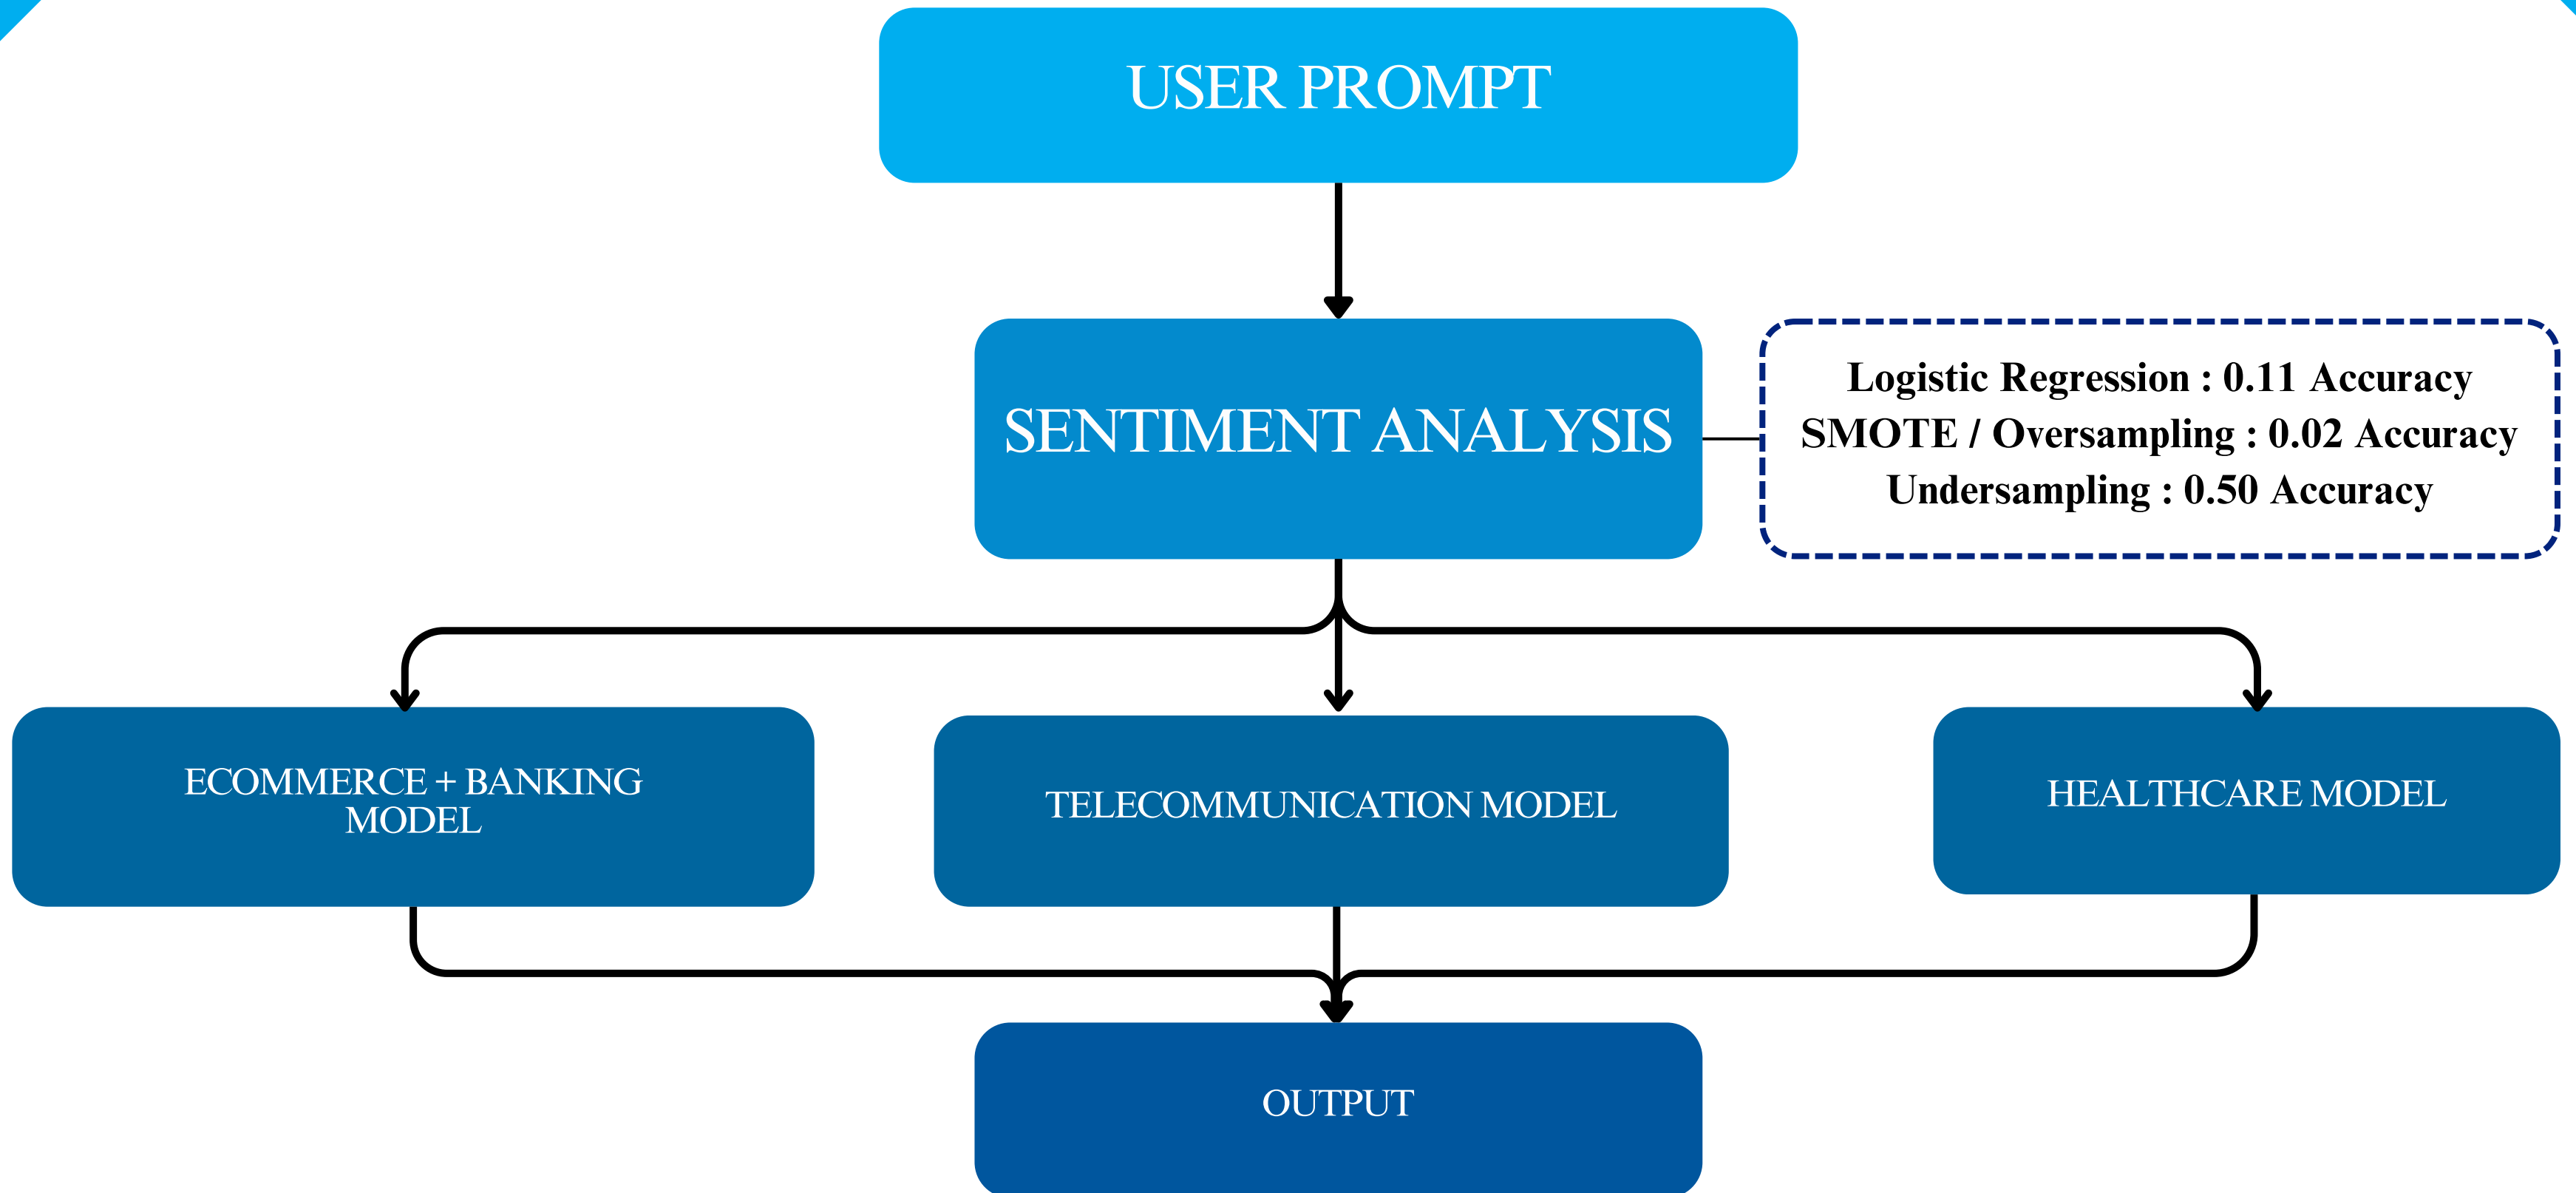 USER PROMPT
SENTIMENT ANALYSIS
Logistic Regression : 0.11 Accuracy
SMOTE / Oversampling : 0.02 Accuracy
Undersampling : 0.50 Accuracy
ECOMMERCE + BANKING
MODEL
TELECOMMUNICATION MODEL
HEALTHCARE MODEL
OUTPUT